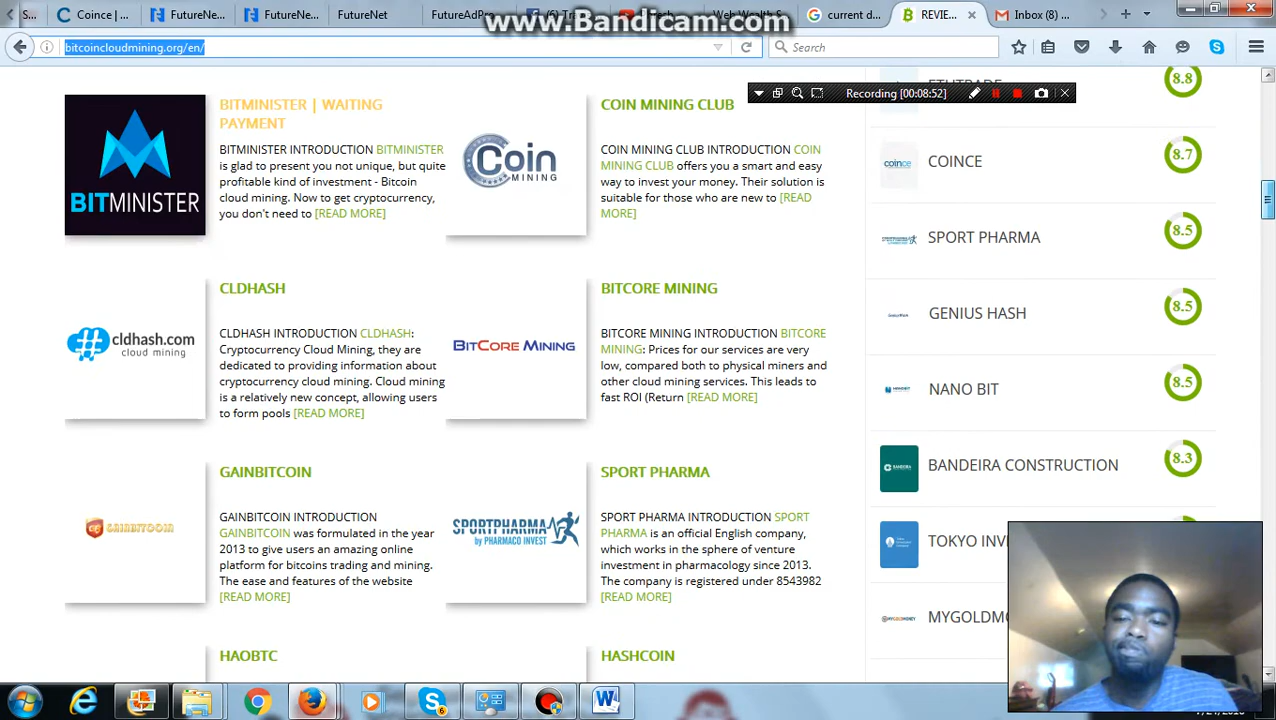 S
C
FutureNe
FutureNe
FutureNet
FutureAdPr
(6) T
Web Wealth S
current d
REVIE
Inbox (8)
www.Bandicam.com
bitcoincloudmining.org/en/
Search
Recording [00:08:52]
BITMINISTER | WAITING
PAYMENT
BITMINISTER INTRODUCTION BITMINISTER
is glad to present you not unique, but quite
profitable kind of investment - Bitcoin
cloud mining. Now to get cryptocurrency,
you don't need to [READ MORE]
BITMINISTER
COIN MINING CLUB
COIN MINING CLUB INTRODUCTION COIN
MINING CLUB offers you a smart and easy
way to invest your money. Their solution is
suitable for those who are new to [READ
MORE]
Coin
MINING
CLDHASH
CLDHASH INTRODUCTION CLDHASH:
Cryptocurrency Cloud Mining, they are
dedicated to providing information about
cryptocurrency cloud mining. Cloud mining
is a relatively new concept, allowing users
to form pools [READ MORE]
cldhash.com
cloud mining
BITCORE MINING
BITCORE MINING INTRODUCTION BITCORE
MINING: Prices for our services are very
low, compared both to physical miners and
other cloud mining services. This leads to
fast ROI (Return [READ MORE]
BITCORE MINING
GAINBITCOIN
GAINBITCOIN INTRODUCTION
GAINBITCOIN was formulated in the year
2013 to give users an amazing online
platform for bitcoins trading and mining.
The ease and features of the website
[READ MORE]
GAINBITCOIN
SPORT PHARMA
SPORT PHARMA INTRODUCTION SPORT
PHARMA is an official English company,
which works in the sphere of venture
investment in pharmacology since 2013.
The company is registered under 8543982
[READ MORE]
SPORTPHARMA
BY PHARMACO INVEST
HAOBTC
HASHCOIN
8.8
coince
COINCE
8.7
SPORT PHARMA
8.5
GENIUS HASH
8.5
NANO BIT
8.5
BANDEIRA CONSTRUCTION
8.3
TOKYO INV
MYGOLDMO